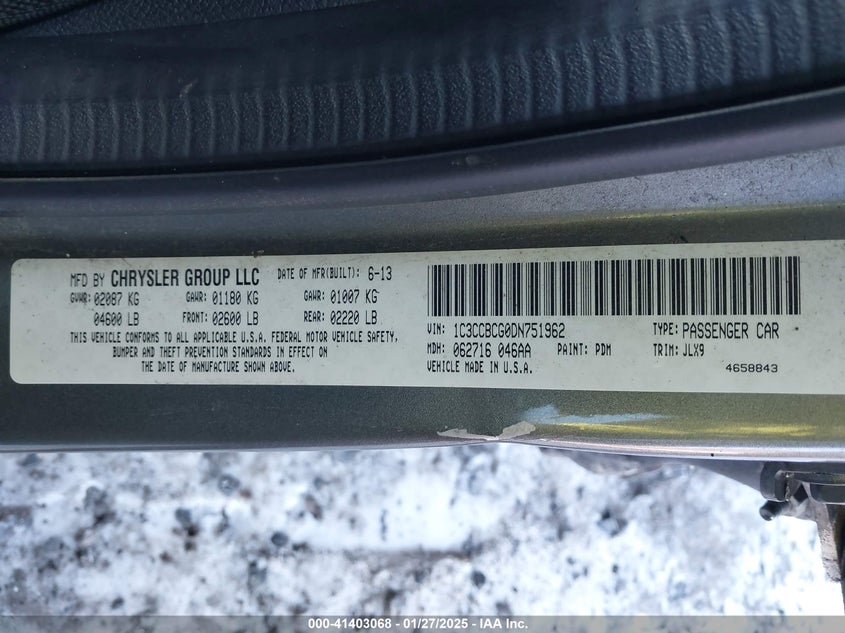 MFD BY CHRYSLER GROUP LLC DATE OF MFR(BUILT): 6-13
GVWR: 02087 KG GAWR: 01180 KG GAWR: 01007 KG
04600 LB FRONT: 02600 LB REAR: 02220 LB
THIS VEHICLE CONFORMS TO ALL APPLICABLE U.S.A. FEDERAL MOTOR VEHICLE SAFETY,
BUMPER AND THEFT PREVENTION STANDARDS IN EFFECT ON
THE DATE OF MANUFACTURE SHOWN ABOVE.
VIN: 1C3CCBCG0DN751962 TYPE: PASSENGER CAR
MDH: 062716 046AA PAINT: PDM TRIM: JLX9
VEHICLE MADE IN U.S.A. 4658843
000-41403068 • 01/27/2025 • IAA Inc.